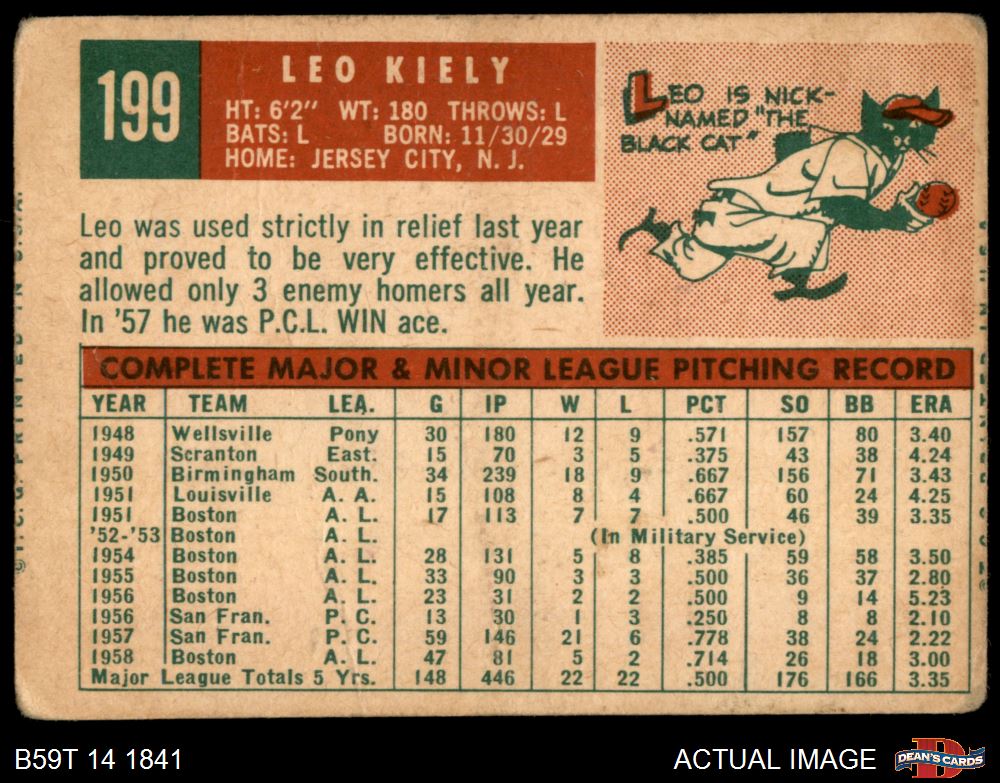 199
LEO KIELY
HT: 6'2" WT: 180 THROWS: L
BATS: L BORN: 11/30/29
HOME: JERSEY CITY, N. J.
LEO IS NICK-
NAMED "THE
BLACK CAT"
Leo was used strictly in relief last year
and proved to be very effective. He
allowed only 3 enemy homers all year.
In '57 he was P.C.L. WIN ace.
COMPLETE MAJOR & MINOR LEAGUE PITCHING RECORD
YEAR TEAM LEA. G IP W L PCT SO BB ERA
1948 Wellsville Pony 30 180 12 9 .571 157 80 3.40
1949 Scranton East. 15 70 3 5 .375 43 38 4.24
1950 Birmingham South. 34 239 18 9 .667 156 71 3.43
1951 Louisville A. A. 15 108 8 4 .667 60 24 4.25
1951 Boston A. L. 17 113 7 7 .500 46 39 3.35
'52-'53 Boston A. L. (In Military Service)
1954 Boston A. L. 28 131 5 8 .385 59 58 3.50
1955 Boston A. L. 33 90 3 3 .500 36 37 2.80
1956 Boston A. L. 23 31 2 2 .500 9 14 5.23
1956 San Fran. P. C. 13 30 1 3 .250 8 8 2.10
1957 San Fran. P. C. 59 146 21 6 .778 38 24 2.22
1958 Boston A. L. 47 81 5 2 .714 26 18 3.00
Major League Totals 5 Yrs. 148 446 22 22 .500 176 166 3.35
B59T 14 1841
ACTUAL IMAGE
D
DEAN'S CARDS